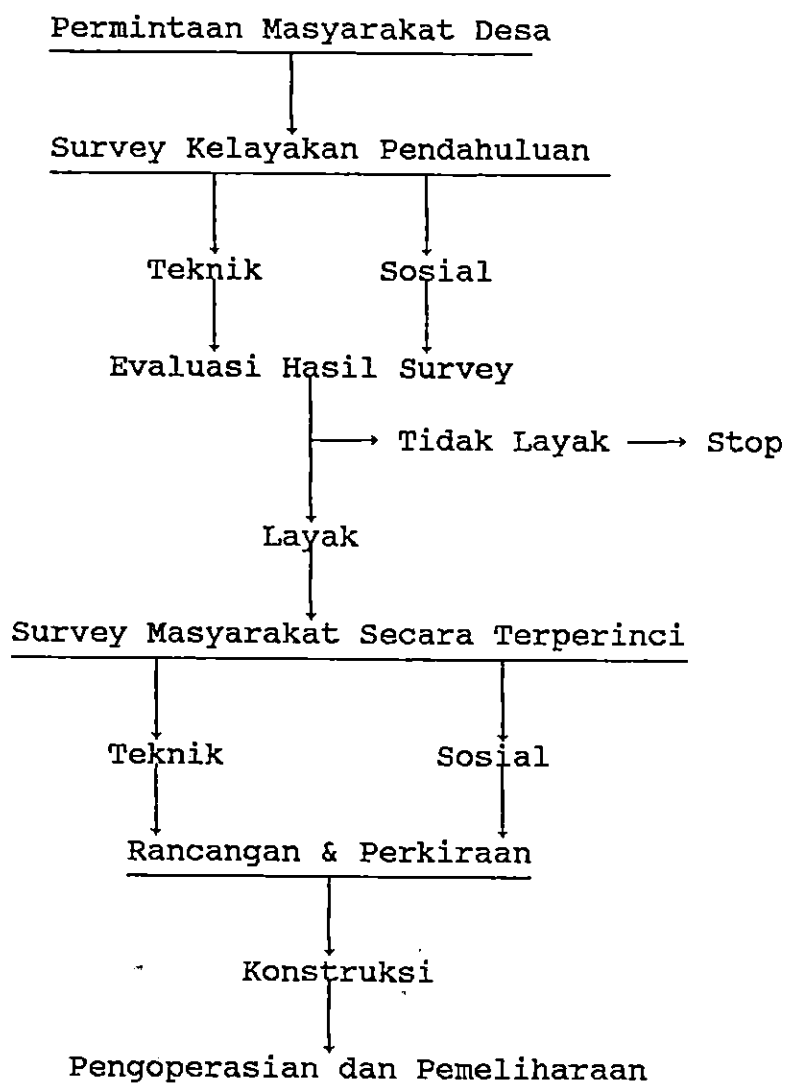 Permintaan Masyarakat Desa
Survey Kelayakan Pendahuluan
Teknik Sosial
Evaluasi Hasil Survey
Tidak Layak Stop
Layak
Survey Masyarakat Secara Terperinci
Teknik Sosial
Rancangan & Perkiraan
Konstruksi
Pengoperasian dan Pemeliharaan